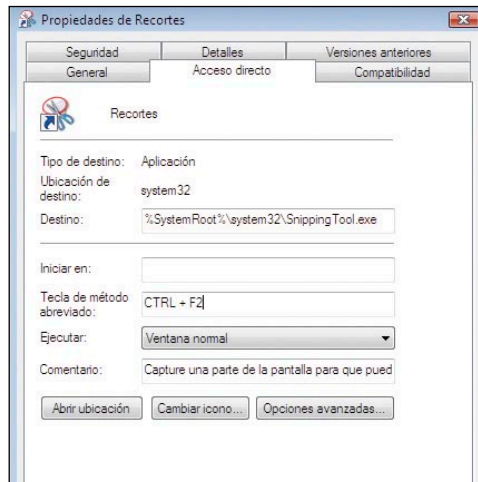 Propiedades de Recortes
Seguridad Detalles Versiones anteriores
General Acceso directo Compatibilidad
Recortes
Tipo de destino: Aplicación
Ubicación de destino: system32
Destino: %SystemRoot%\system32\SnippingTool.exe
Iniciar en:
Tecla de método abreviado: CTRL + F2
Ejecutar: Ventana normal
Comentario: Capture una parte de la pantalla para que pued
Abrir ubicación Cambiar icono... Opciones avanzadas...